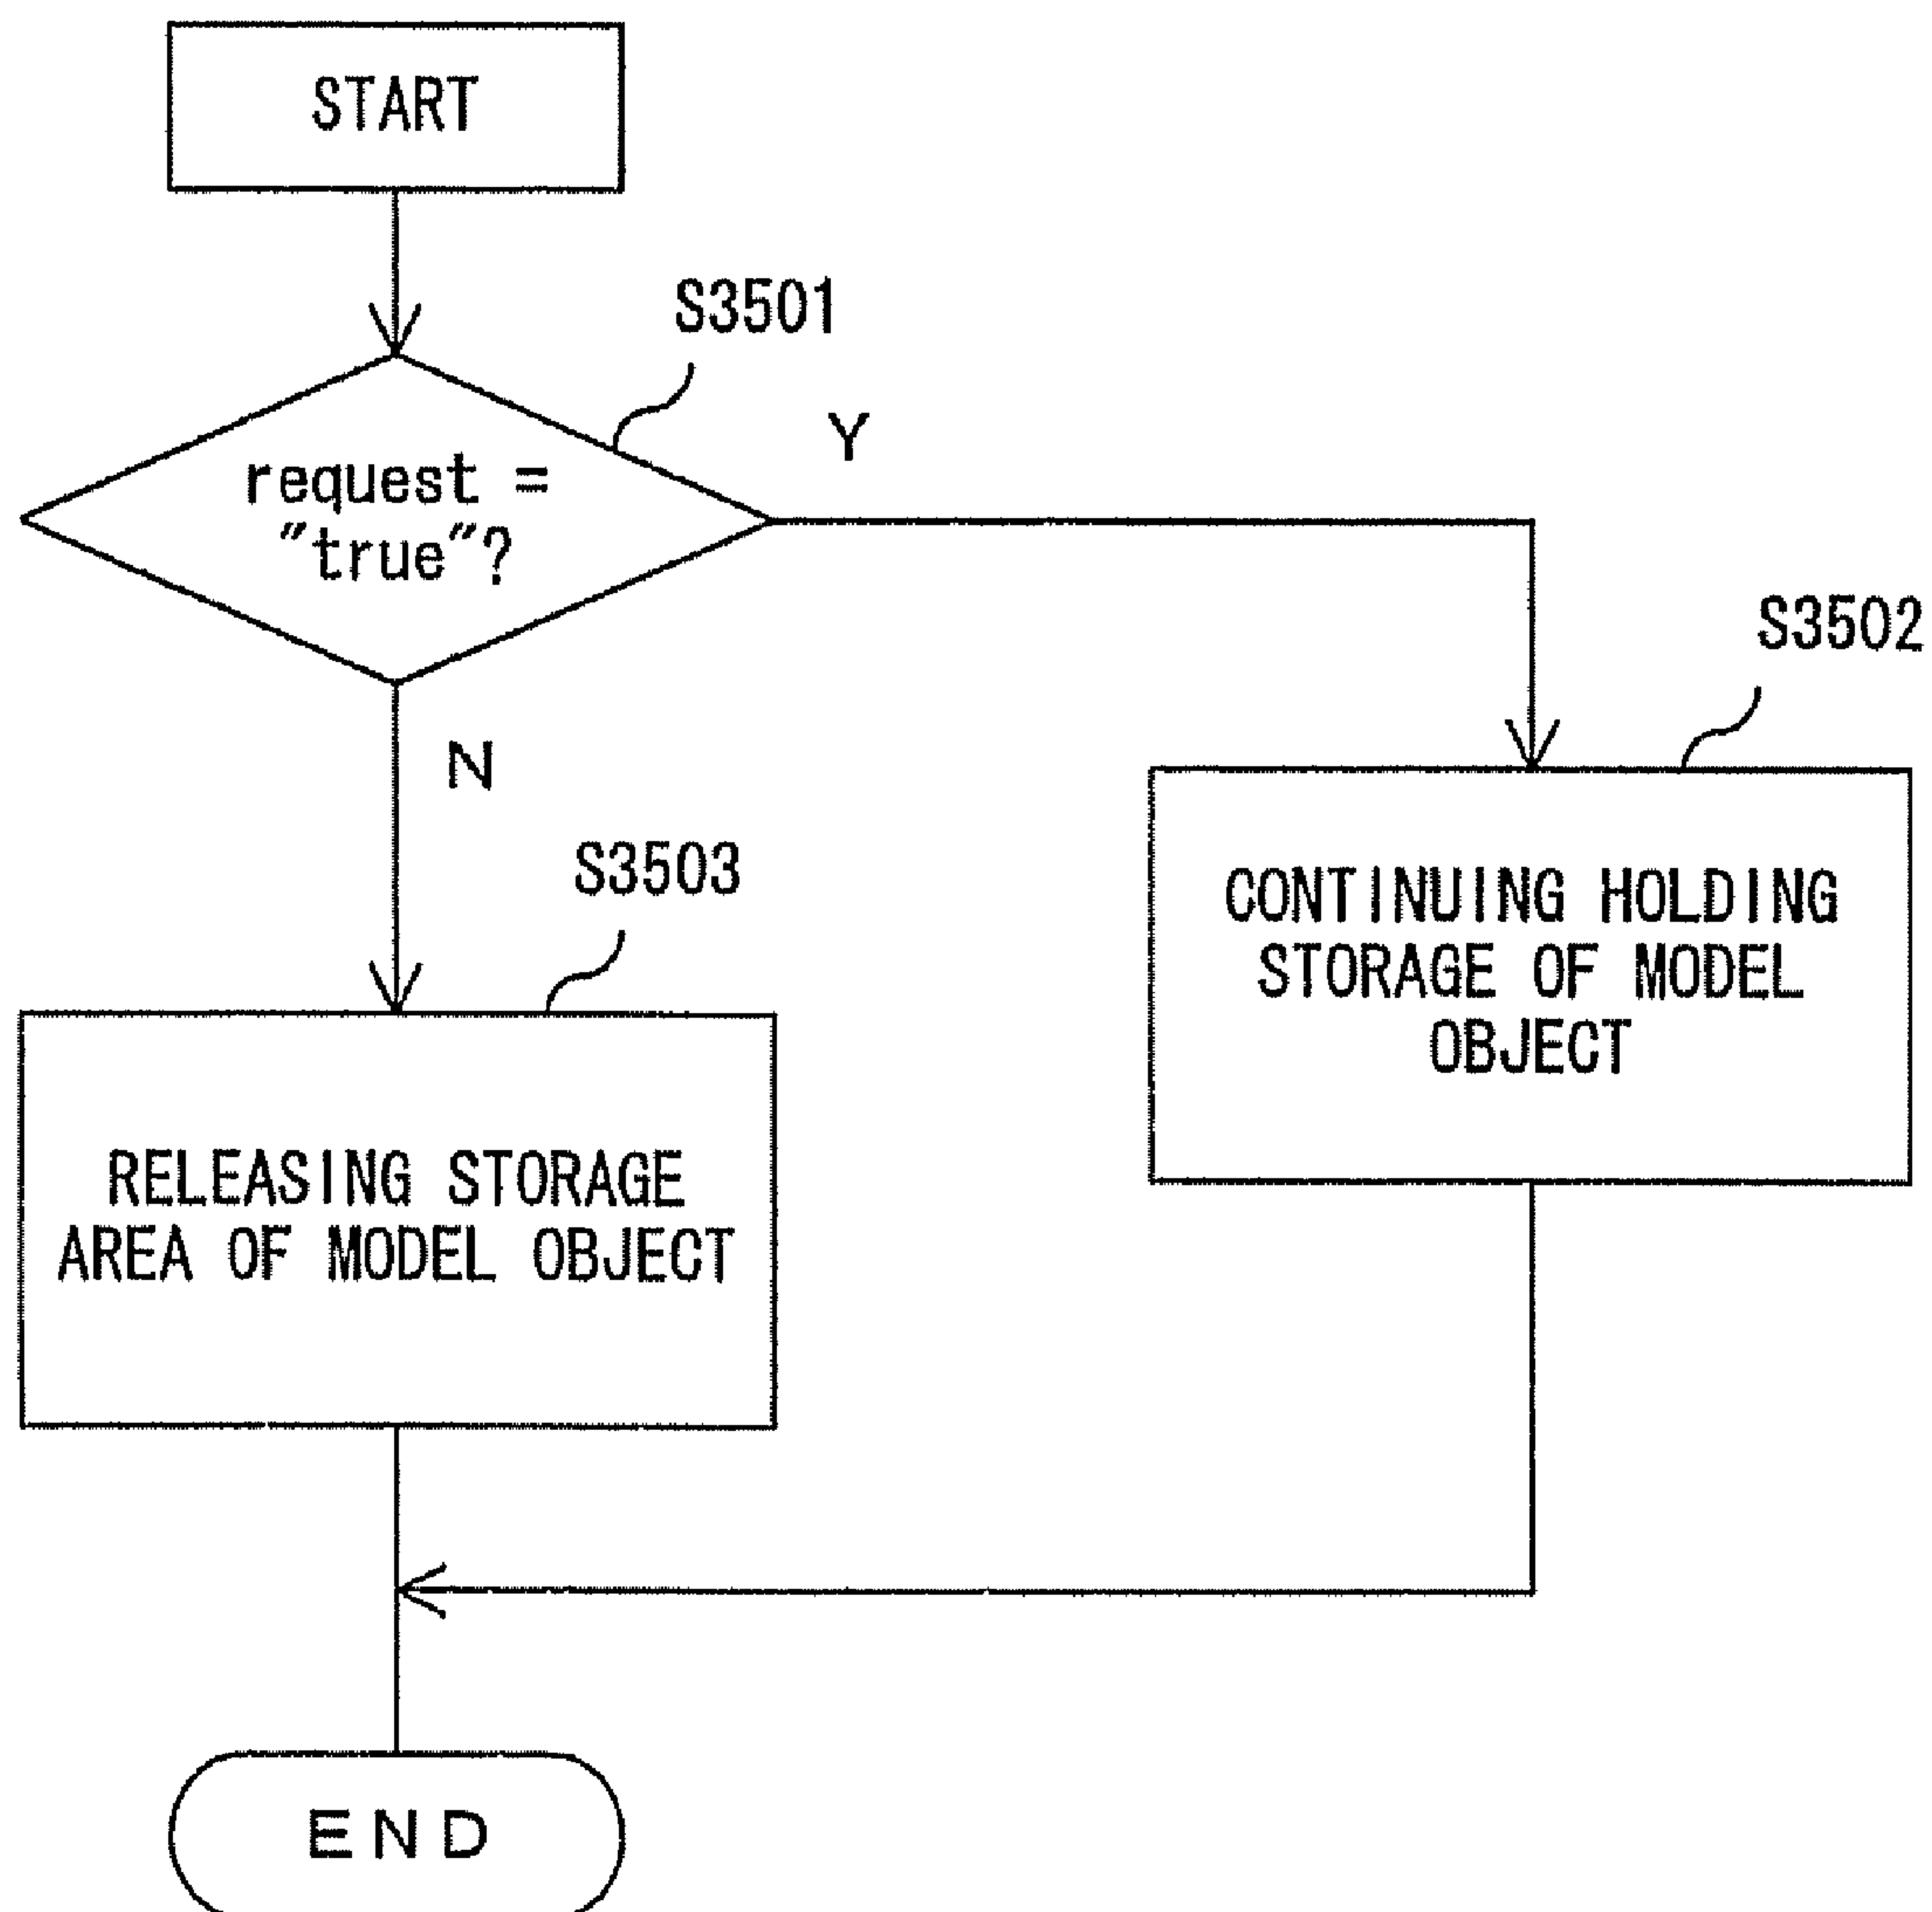 START
S3501
request =
"true"?
Y
N
S3502
CONTINUING HOLDING
STORAGE OF MODEL
OBJECT
S3503
RELEASING STORAGE
AREA OF MODEL OBJECT
END